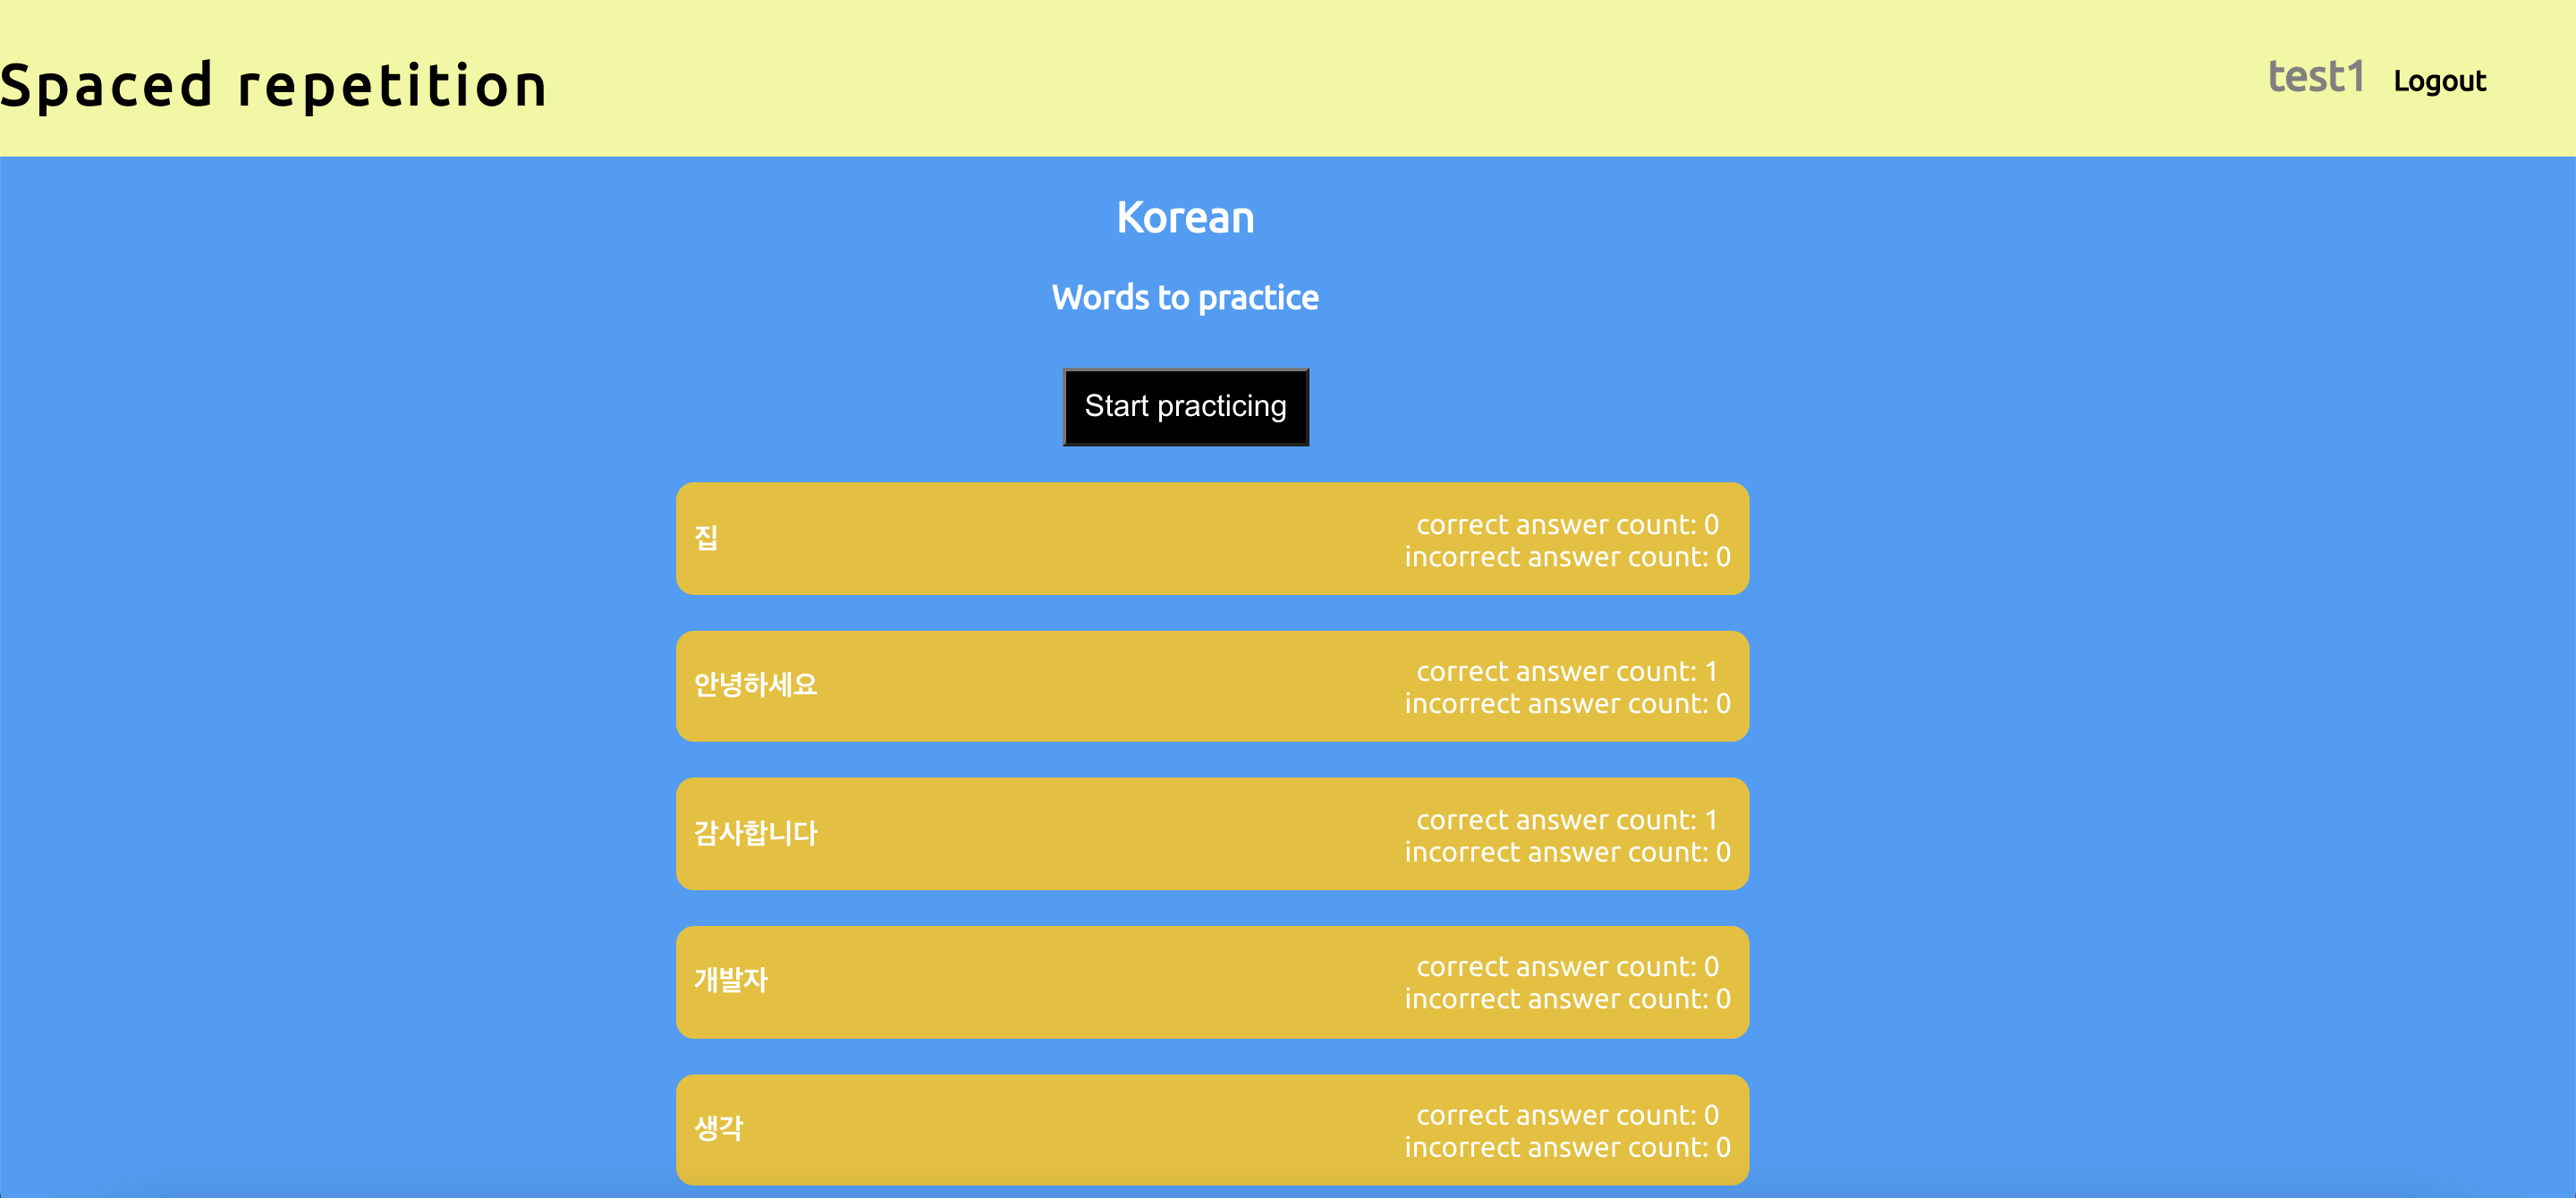 Spaced repetition
test1 Logout
Korean
Words to practice
Start practicing
집
correct answer count: 0
incorrect answer count: 0
안녕하세요
correct answer count: 1
incorrect answer count: 0
감사합니다
correct answer count: 1
incorrect answer count: 0
개발자
correct answer count: 0
incorrect answer count: 0
생각
correct answer count: 0
incorrect answer count: 0